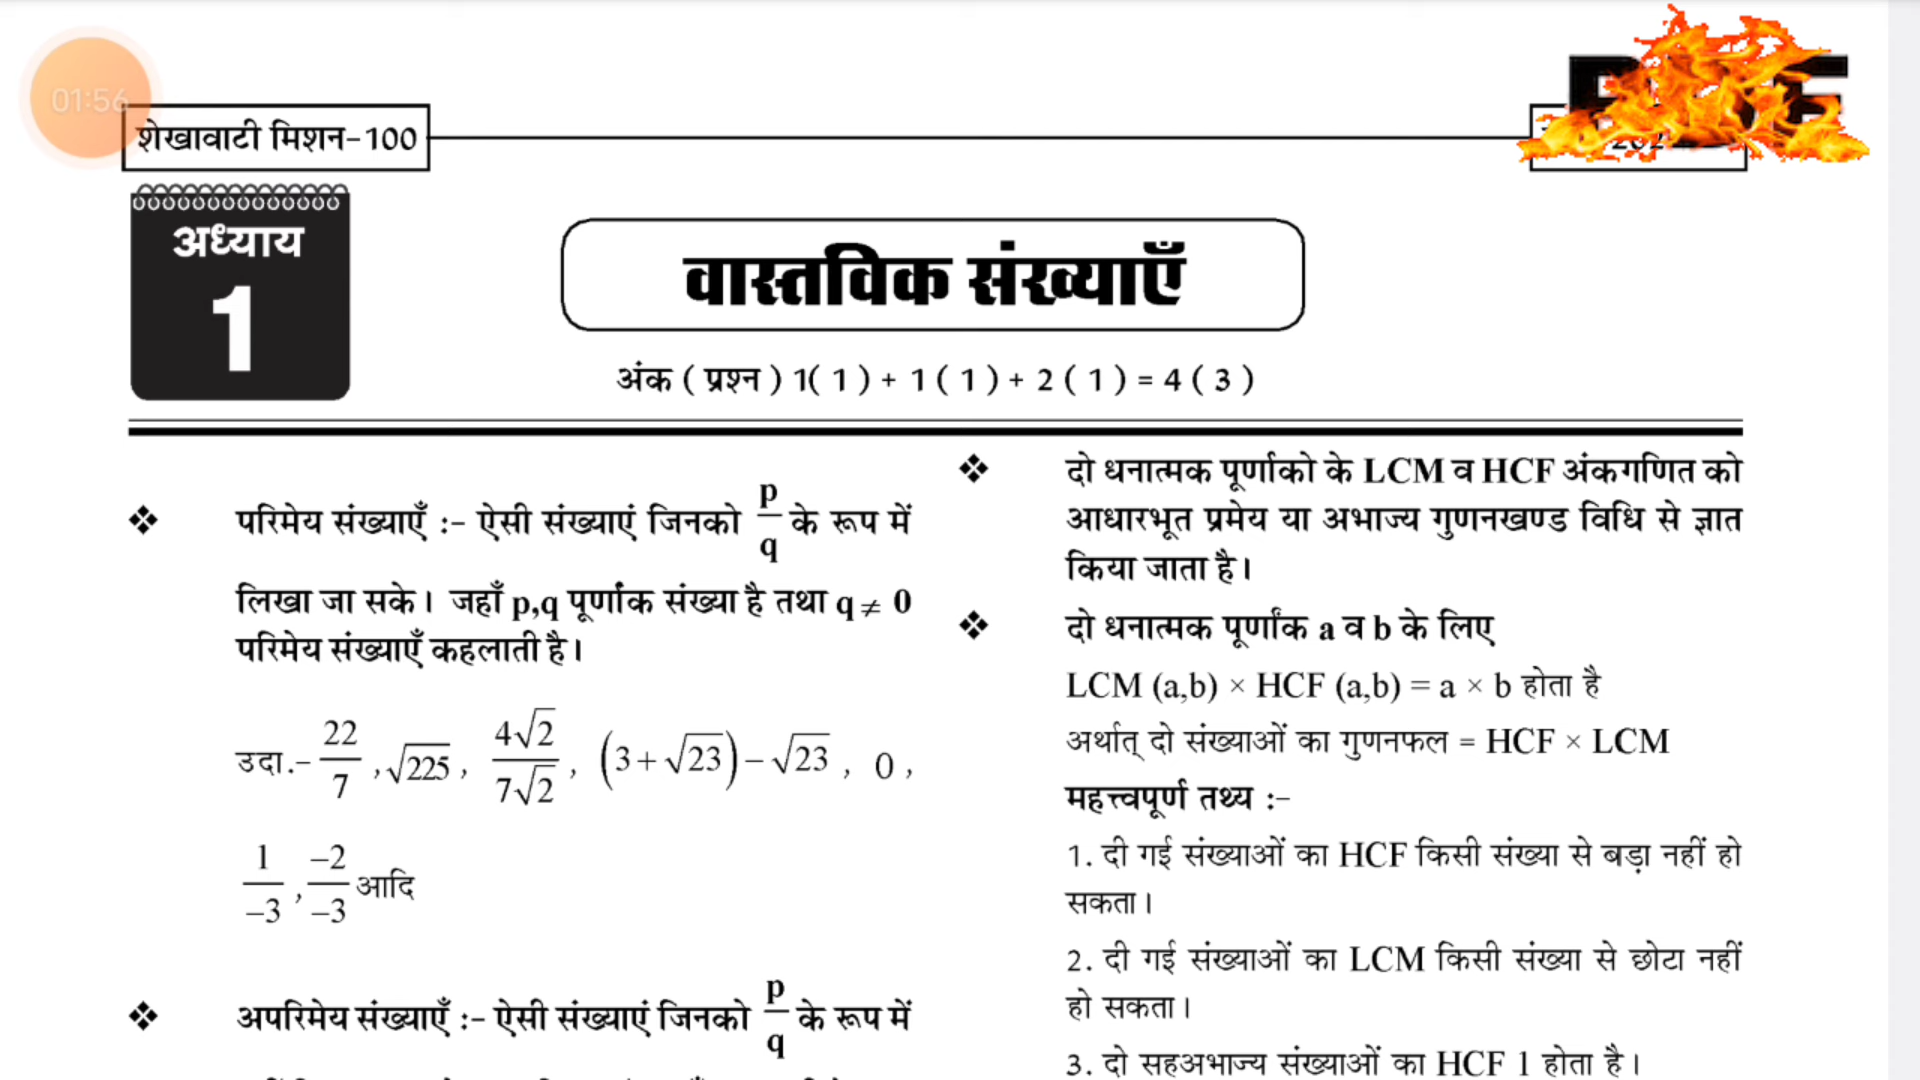 01:56
शेखावाटी मिशन-100
अध्याय
1
वास्तविक संख्याएँ
अंक ( प्रश्न ) 1( 1 ) + 1 ( 1 ) + 2 ( 1 ) = 4 ( 3 )
❖ परिमेय संख्याएँ :- ऐसी संख्याएं जिनको p/q के रूप में
लिखा जा सके। जहाँ p,q पूर्णांक संख्या है तथा q ≠ 0
परिमेय संख्याएँ कहलाती है।
उदा.- 22/7 , √225 , 4√2/7√2 , (3+√23)−√23 , 0 ,
1/–3 , –2/–3 आदि
❖ अपरिमेय संख्याएँ :- ऐसी संख्याएं जिनको p/q के रूप में
❖ दो धनात्मक पूर्णाको के LCM व HCF अंकगणित को
आधारभूत प्रमेय या अभाज्य गुणनखण्ड विधि से ज्ञात
किया जाता है।
❖ दो धनात्मक पूर्णांक a व b के लिए
LCM (a,b) × HCF (a,b) = a × b होता है
अर्थात् दो संख्याओं का गुणनफल = HCF × LCM
महत्त्वपूर्ण तथ्य :-
1. दी गई संख्याओं का HCF किसी संख्या से बड़ा नहीं हो
सकता।
2. दी गई संख्याओं का LCM किसी संख्या से छोटा नहीं
हो सकता।
3. दो सहअभाज्य संख्याओं का HCF 1 होता है।